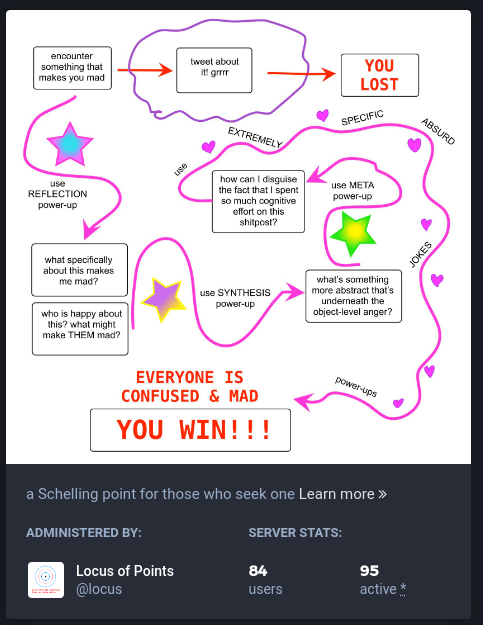 encounter
something that
makes you mad
tweet about
it! grrrr
YOU
LOST
use
REFLECTION
power-up
what specifically
about this makes
me mad?
who is happy about
this? what might
make THEM mad?
use SYNTHESIS
power-up
what's something
more abstract that's
underneath the
object-level anger?
use META
power-up
how can I disguise
the fact that I spent
so much cognitive
effort on this
shitpost?
use
EXTREMELY
SPECIFIC
ABSURD
JOKES
power-ups
EVERYONE IS
CONFUSED & MAD
YOU WIN!!!
a Schelling point for those who seek one Learn more »
ADMINISTERED BY:
Locus of Points
@locus
SERVER STATS:
84
users
95
active *